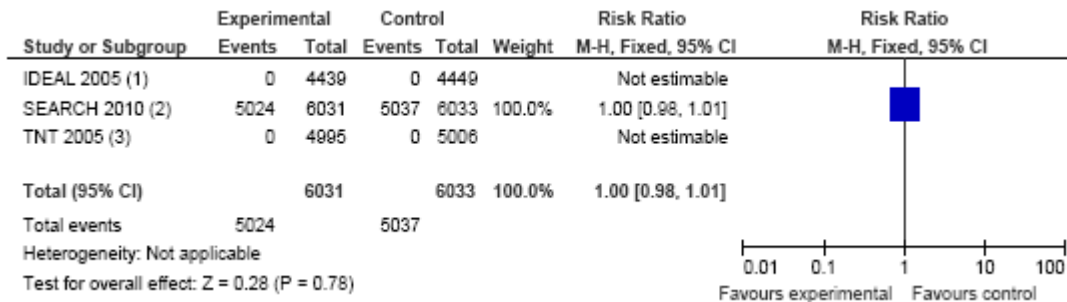 Experimental Control Risk Ratio Risk Ratio
Study or Subgroup Events Total Events Total Weight M-H, Fixed, 95% CI M-H, Fixed, 95% CI
IDEAL 2005 (1) 0 4439 0 4449 Not estimable
SEARCH 2010 (2) 5024 6031 5037 6033 100.0% 1.00 [0.98, 1.01]
TNT 2005 (3) 0 4995 0 5006 Not estimable
Total (95% CI) 6031 6033 100.0% 1.00 [0.98, 1.01]
Total events 5024 5037
Heterogeneity: Not applicable
Test for overall effect: Z = 0.28 (P = 0.78)
0.01 0.1 1 10 100
Favours experimental Favours control